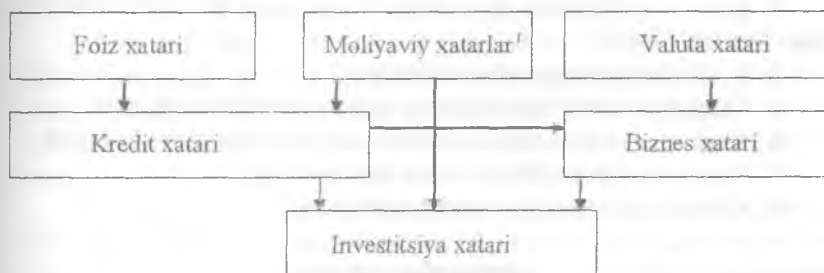 Foiz xatari
Moliyaviy xatarlar¹
Valuta xatari
Kredit xatari
Biznes xatari
Investitsiya xatari